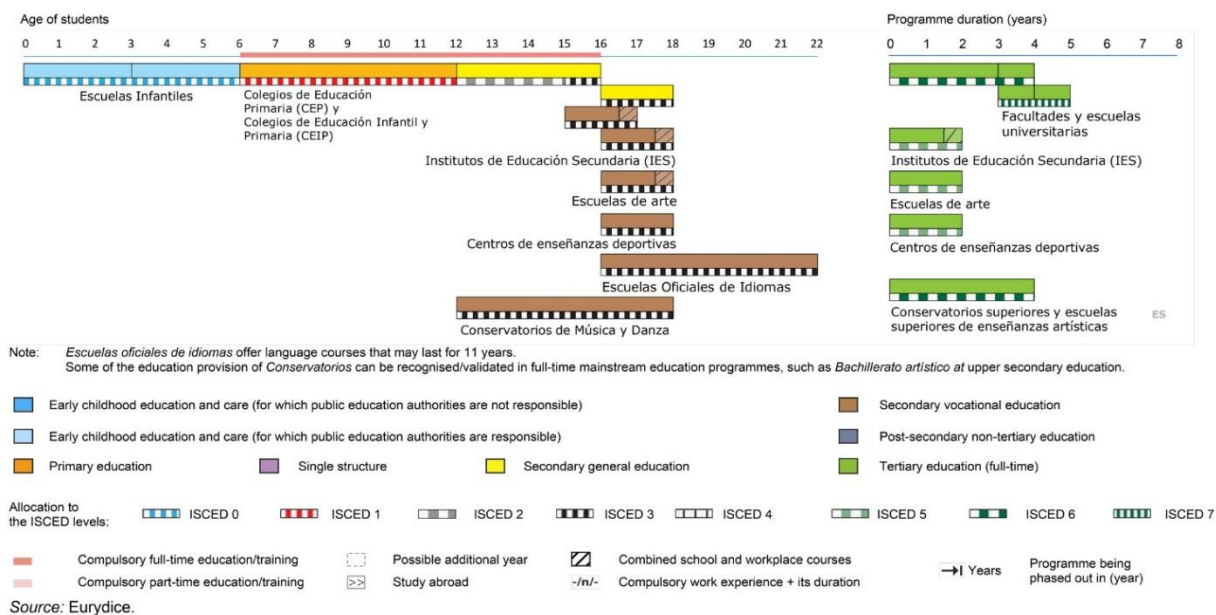 Age of students
Programme duration (years)
0 1 2 3 4 5 6 7 8 9 10 11 12 13 14 15 16 17 18 19 20 21 22
0 1 2 3 4 5 6 7 8
Escuelas Infantiles
Colegios de Educación
Primaria (CEP) y
Colegios de Educación Infantil y
Primaria (CEIP)
Institutos de Educación Secundaria (IES)
Escuelas de arte
Centros de enseñanzas deportivas
Escuelas Oficiales de Idiomas
Conservatorios de Música y Danza
Facultades y escuelas
universitarias
Institutos de Educación Secundaria (IES)
Escuelas de arte
Centros de enseñanzas deportivas
Conservatorios superiores y escuelas
superiores de enseñanzas artísticas
ES
Note: Escuelas oficiales de idiomas offer language courses that may last for 11 years.
Some of the education provision of Conservatorios can be recognised/validated in full-time mainstream education programmes, such as Bachillerato artístico at upper secondary education.
Early childhood education and care (for which public education authorities are not responsible)
Secondary vocational education
Early childhood education and care (for which public education authorities are responsible)
Post-secondary non-tertiary education
Primary education
Single structure
Secondary general education
Tertiary education (full-time)
Allocation to
the ISCED levels:
ISCED 0
ISCED 1
ISCED 2
ISCED 3
ISCED 4
ISCED 5
ISCED 6
ISCED 7
Compulsory full-time education/training
Possible additional year
Combined school and workplace courses
Years
Programme being
phased out in (year)
Compulsory part-time education/training
>> Study abroad
-/n/- Compulsory work experience + its duration
Source: Eurydice.